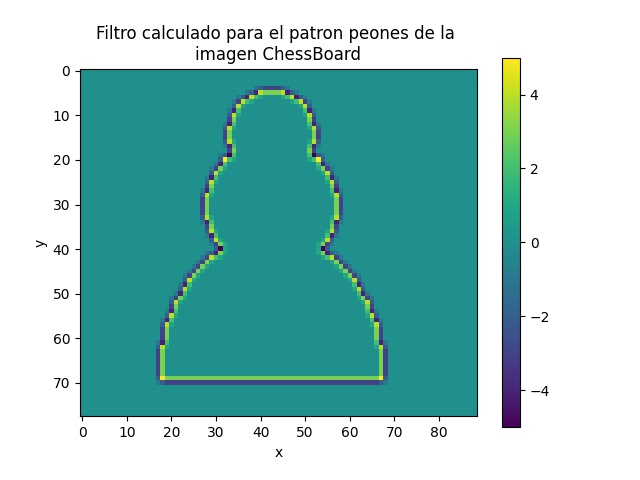 Filtro calculado para el patron peones de la
imagen ChessBoard
0
10
20
30
40
50
60
70
y
0 10 20 30 40 50 60 70 80
x
4
2
0
−2
−4